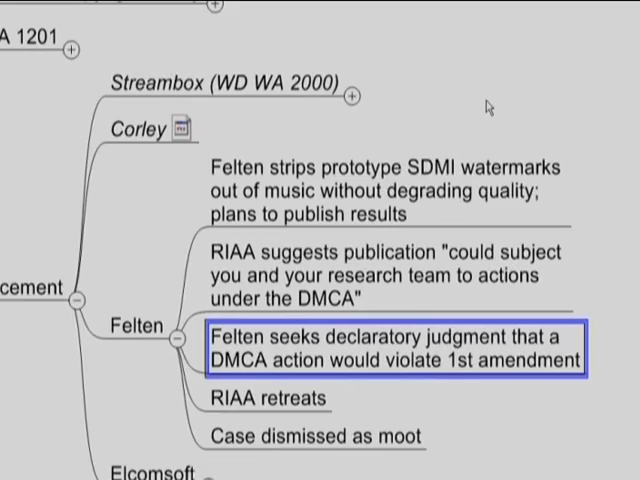 A 1201
Streambox (WD WA 2000)
Corley
Felten strips prototype SDMI watermarks
out of music without degrading quality;
plans to publish results
RIAA suggests publication "could subject
you and your research team to actions
under the DMCA"
cement
Felten
Felten seeks declaratory judgment that a
DMCA action would violate 1st amendment
RIAA retreats
Case dismissed as moot
Elcomsoft